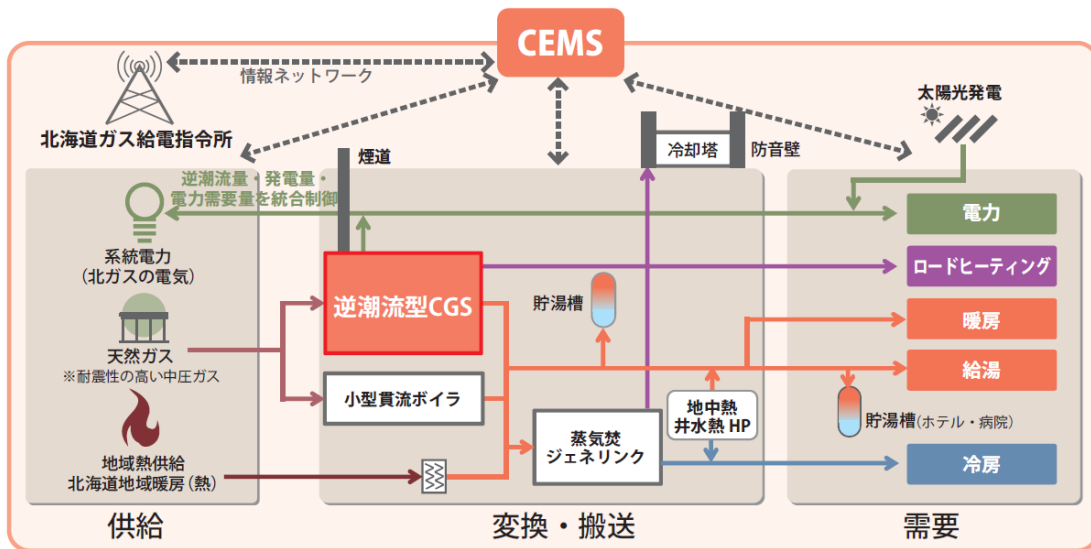 CEMS
情報ネットワーク
北海道ガス給電指令所
太陽光発電
煙道
冷却塔
防音壁
逆潮流量・発電量・
電力需要量を統合制御
系統電力
(北ガスの電気)
天然ガス
※耐震性の高い中圧ガス
地域熱供給
北海道地域暖房(熱)
供給
逆潮流型CGS
小型貫流ボイラ
貯湯槽
地中熱
井水熱 HP
蒸気焚
ジェネリンク
変換・搬送
電力
ロードヒーティング
暖房
給湯
貯湯槽(ホテル・病院)
冷房
需要